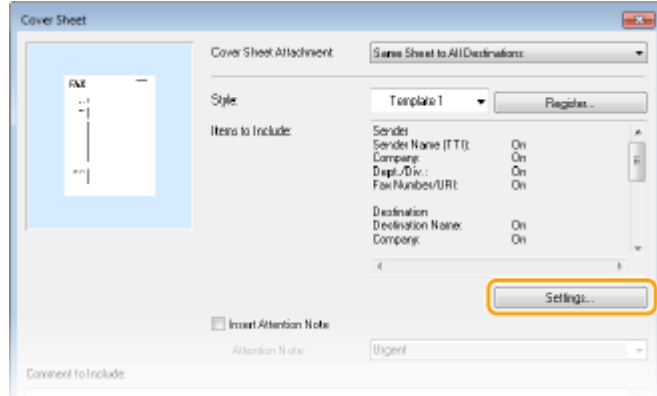 Cover Sheet
Cover Sheet Attachment: Same Sheet to All Destinations
FAX
Style: Template 1 Register...
Items to Include: Sender
Sender Name (TTI): On
Company: On
Dept./Div.: On
Fax Number/URI: On
Destination
Destination Name: On
Company: On
Settings...
Insert Attention Note
Attention Note: Urgent
Comment to Include: